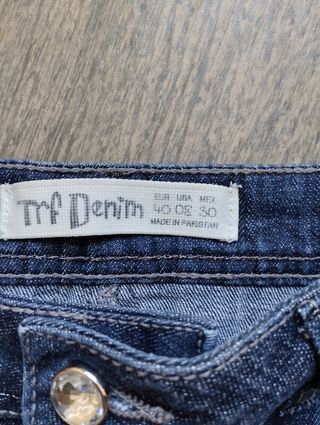 Trf Denim
EUR USA MEX
40 08 30
MADE IN PAKISTAN